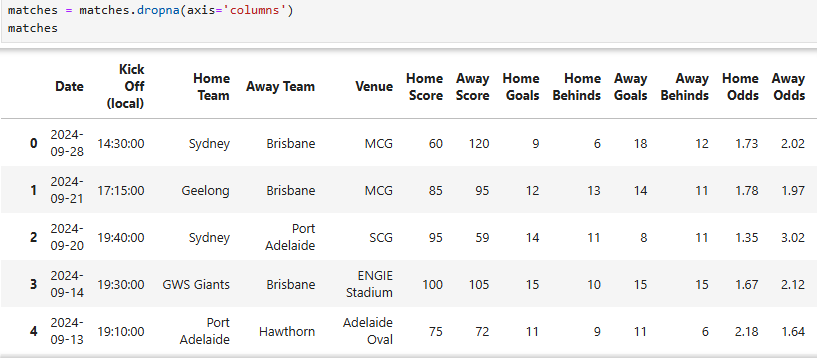 matches = matches.dropna(axis='columns')
matches
Date Kick Off (local) Home Team Away Team Venue Home Score Away Score Home Goals Home Behinds Away Goals Away Behinds Home Odds Away Odds
0 2024-09-28 14:30:00 Sydney Brisbane MCG 60 120 9 6 18 12 1.73 2.02
1 2024-09-21 17:15:00 Geelong Brisbane MCG 85 95 12 13 14 11 1.78 1.97
2 2024-09-20 19:40:00 Sydney Port Adelaide SCG 95 59 14 11 8 11 1.35 3.02
3 2024-09-14 19:30:00 GWS Giants Brisbane ENGIE Stadium 100 105 15 10 15 15 1.67 2.12
4 2024-09-13 19:10:00 Port Adelaide Hawthorn Adelaide Oval 75 72 11 9 11 6 2.18 1.64